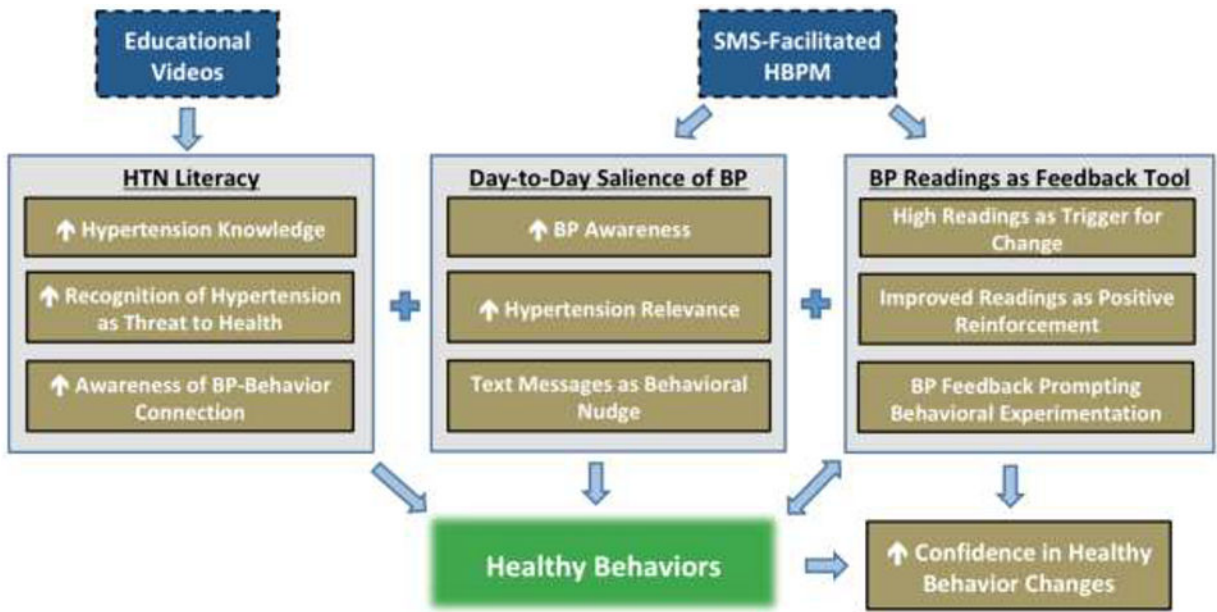 Educational
Videos
SMS-Facilitated
HBPM
HTN Literacy
↑ Hypertension Knowledge
↑ Recognition of Hypertension
as Threat to Health
↑ Awareness of BP-Behavior
Connection
Day-to-Day Salience of BP
↑ BP Awareness
↑ Hypertension Relevance
Text Messages as Behavioral
Nudge
BP Readings as Feedback Tool
High Readings as Trigger for
Change
Improved Readings as Positive
Reinforcement
BP Feedback Prompting
Behavioral Experimentation
Healthy Behaviors
↑ Confidence in Healthy
Behavior Changes